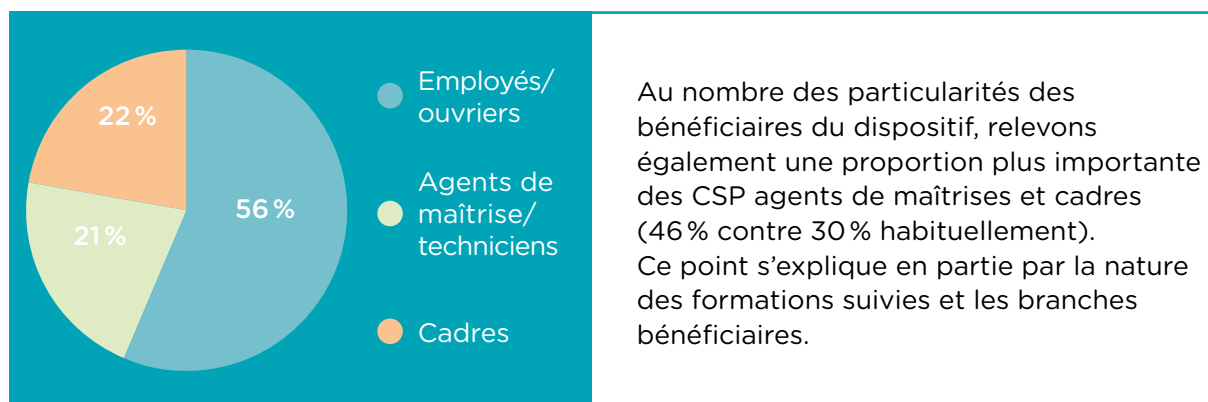 22 %
56 %
21 %
Employés/
ouvriers
Agents de
maîtrise/
techniciens
Cadres
Au nombre des particularités des
bénéficiaires du dispositif, relevons
également une proportion plus importante
des CSP agents de maîtrises et cadres
(46 % contre 30 % habituellement).
Ce point s’explique en partie par la nature
des formations suivies et les branches
bénéficiaires.